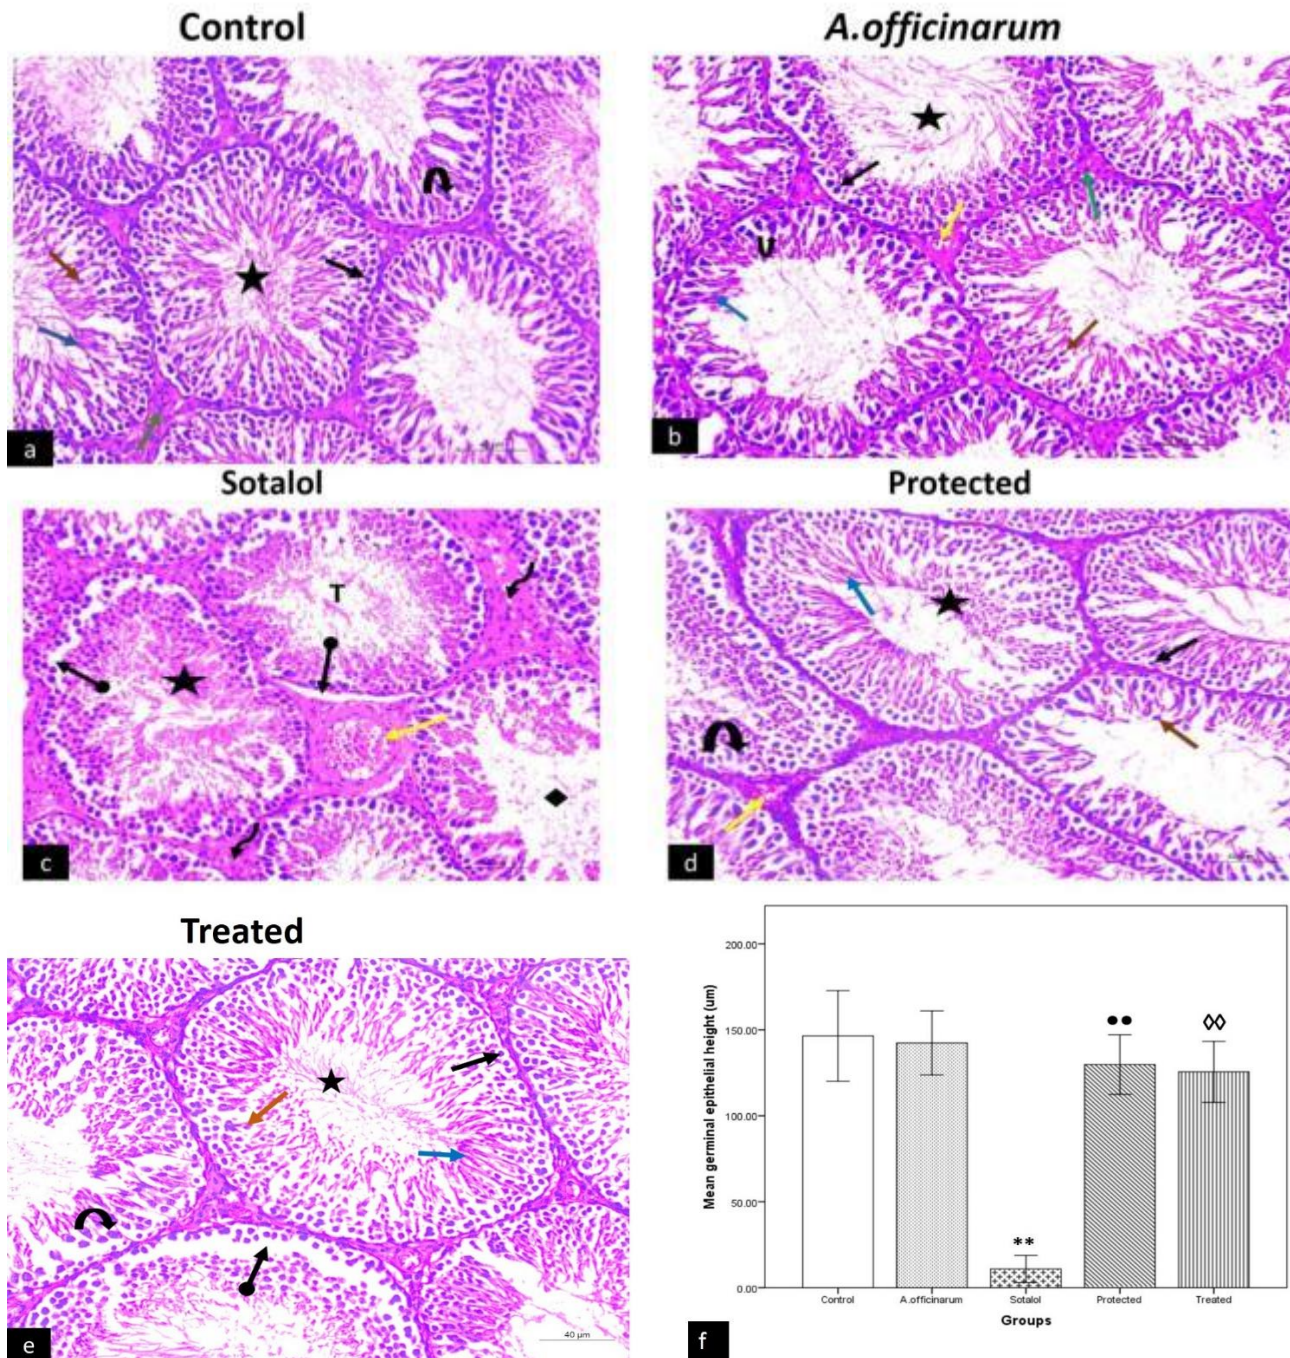 Control
A.officinarum
a
b
Sotalol
Protected
T
c
d
Treated
40 µm
e
200.00
150.00
100.00
50.00
0.00
Mean germinal epithelial height (um)
**
●●
◊◊
Control
A.officinarum
Sotalol
Protected
Treated
Groups
f